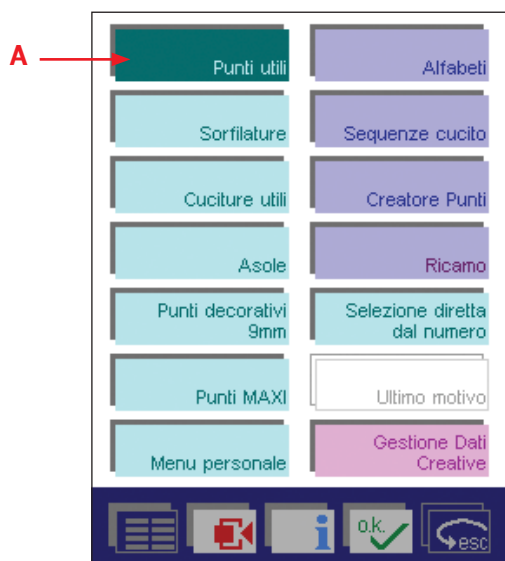 A
Punti utili
Alfabeti
Sorfilature
Sequenze cucito
Cuciture utili
Creatore Punti
Asole
Ricamo
Punti decorativi
9mm
Selezione diretta
dal numero
Punti MAXI
Ultimo motivo
Menu personale
Gestione Dati
Creative
i
o.k.
esc